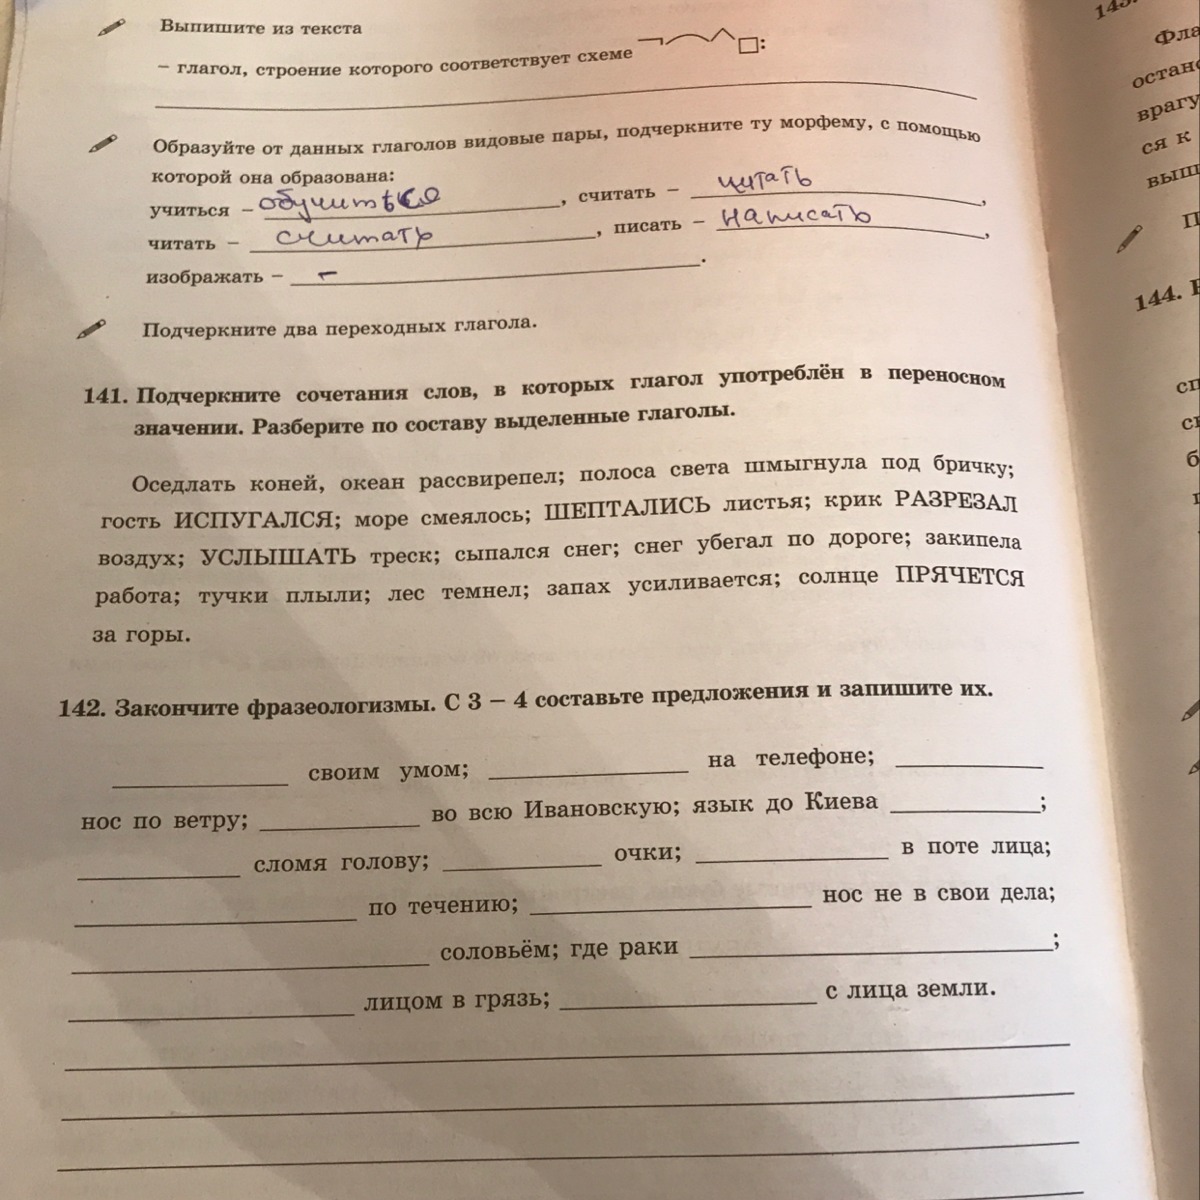 Выпишите из текста
– глагол, строение которого соответствует схеме :
Образуйте от данных глаголов видовые пары, подчеркните ту морфему, с помощью
которой она образована:
учиться – обучиться, считать – читать,
читать – считать, писать – написать,
изображать – –.
Подчеркните два переходных глагола.
141. Подчеркните сочетания слов, в которых глагол употреблён в переносном
значении. Разберите по составу выделенные глаголы.
Оседлать коней, океан рассвирепел; полоса света шмыгнула под бричку;
гость ИСПУГАЛСЯ; море смеялось; ШЕПТАЛИСЬ листья; крик РАЗРЕЗАЛ
воздух; УСЛЫШАТЬ треск; сыпался снег; снег убегал по дороге; закипела
работа; тучки плыли; лес темнел; запах усиливается; солнце ПРЯЧЕТСЯ
за горы.
142. Закончите фразеологизмы. С 3 – 4 составьте предложения и запишите их.
своим умом; на телефоне;
нос по ветру; во всю Ивановскую; язык до Киева ;
сломя голову; очки; в поте лица;
по течению; нос не в свои дела;
соловьём; где раки ;
лицом в грязь; с лица земли.
врагу
ся к
144.